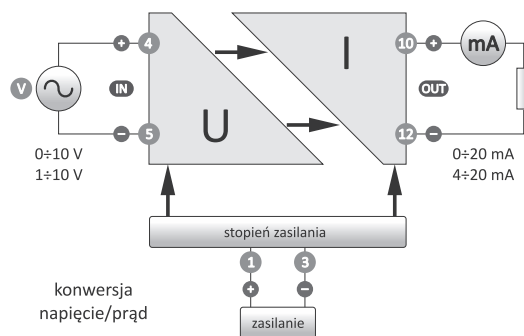 + 4
U
I
10 +
mA
V
IN
OUT
5
12
0÷10 V
1÷10 V
0÷20 mA
4÷20 mA
stopień zasilania
1
3
+
konwersja
napięcie/prąd
zasilanie